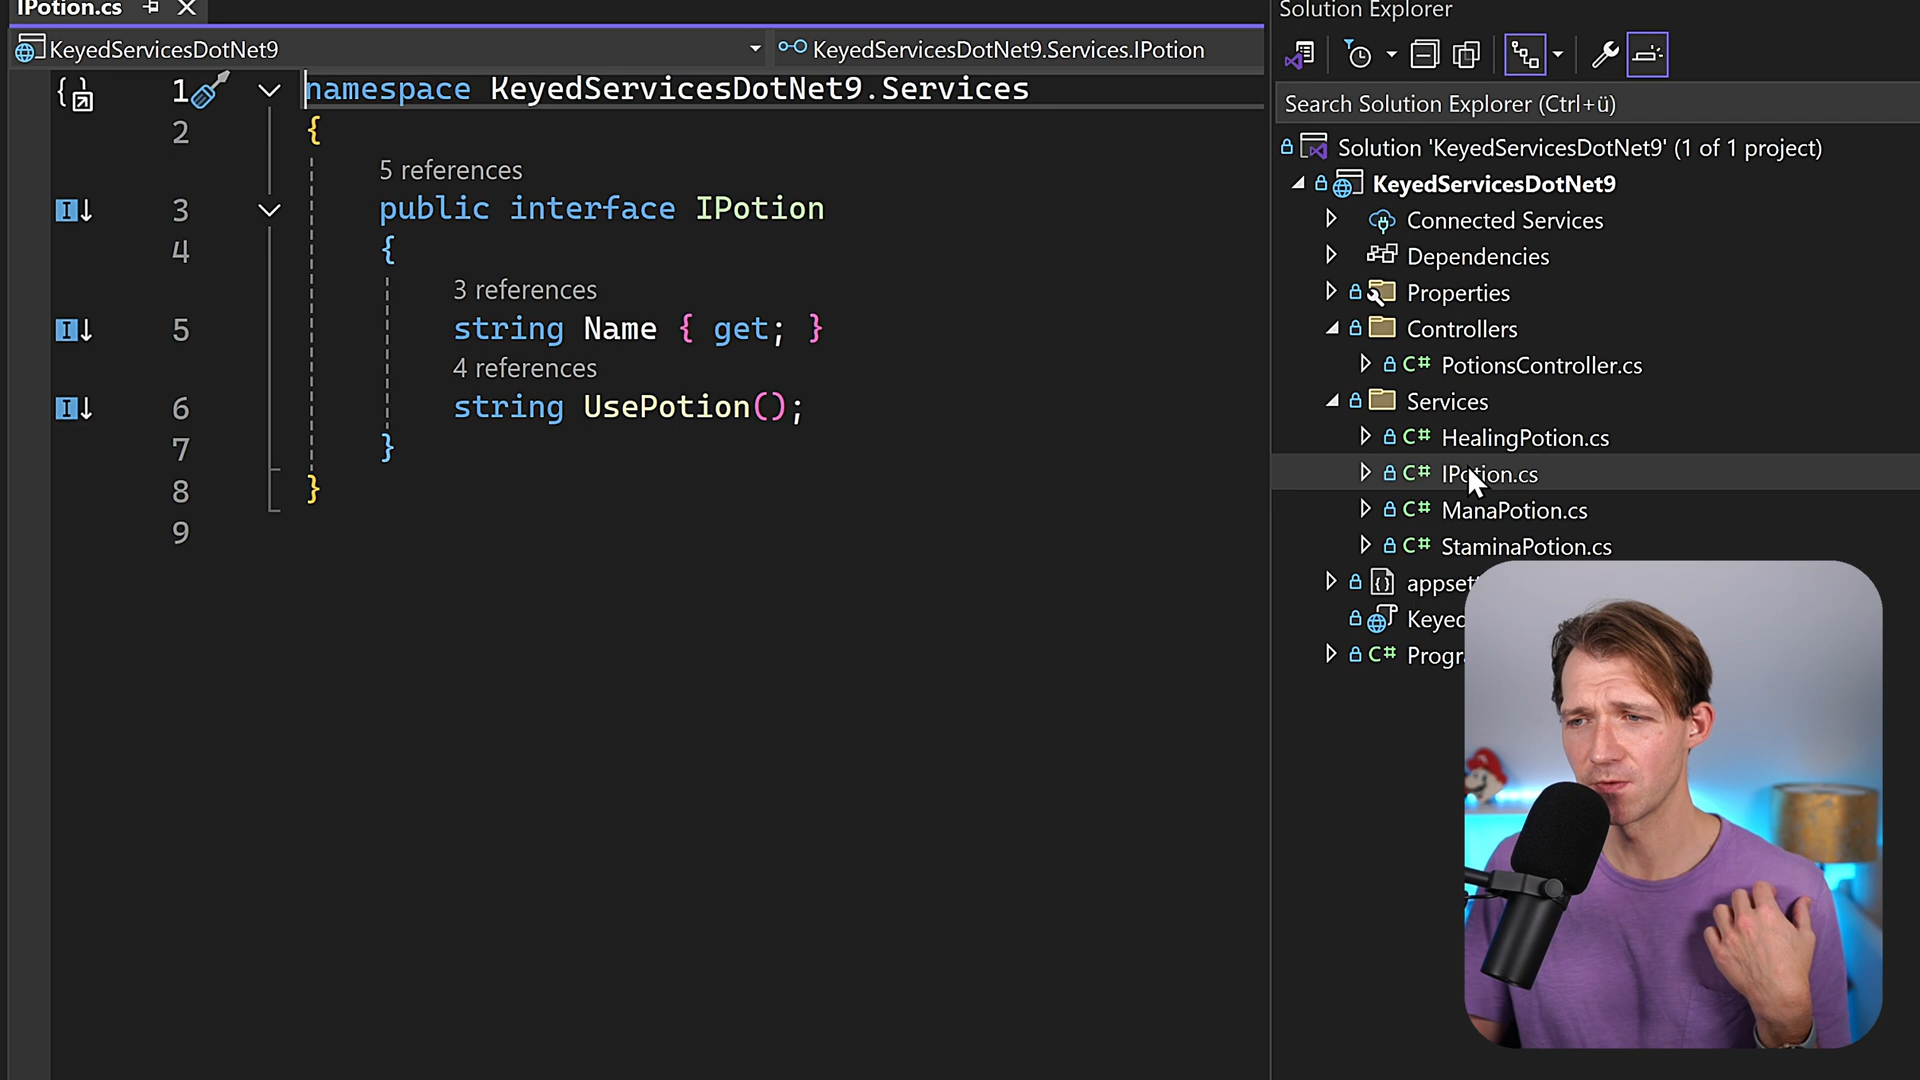 IPotion.cs
KeyedServicesDotNet9
KeyedServicesDotNet9.Services.IPotion
1 namespace KeyedServicesDotNet9.Services
2 {
5 references
3 public interface IPotion
4 {
3 references
5 string Name { get; }
4 references
6 string UsePotion();
7 }
8 }
9
Solution Explorer
Search Solution Explorer (Ctrl+ü)
Solution 'KeyedServicesDotNet9' (1 of 1 project)
KeyedServicesDotNet9
Connected Services
Dependencies
Properties
Controllers
C# PotionsController.cs
Services
C# HealingPotion.cs
C# IPotion.cs
C# ManaPotion.cs
C# StaminaPotion.cs
{} appset
Keyed
C# Progr